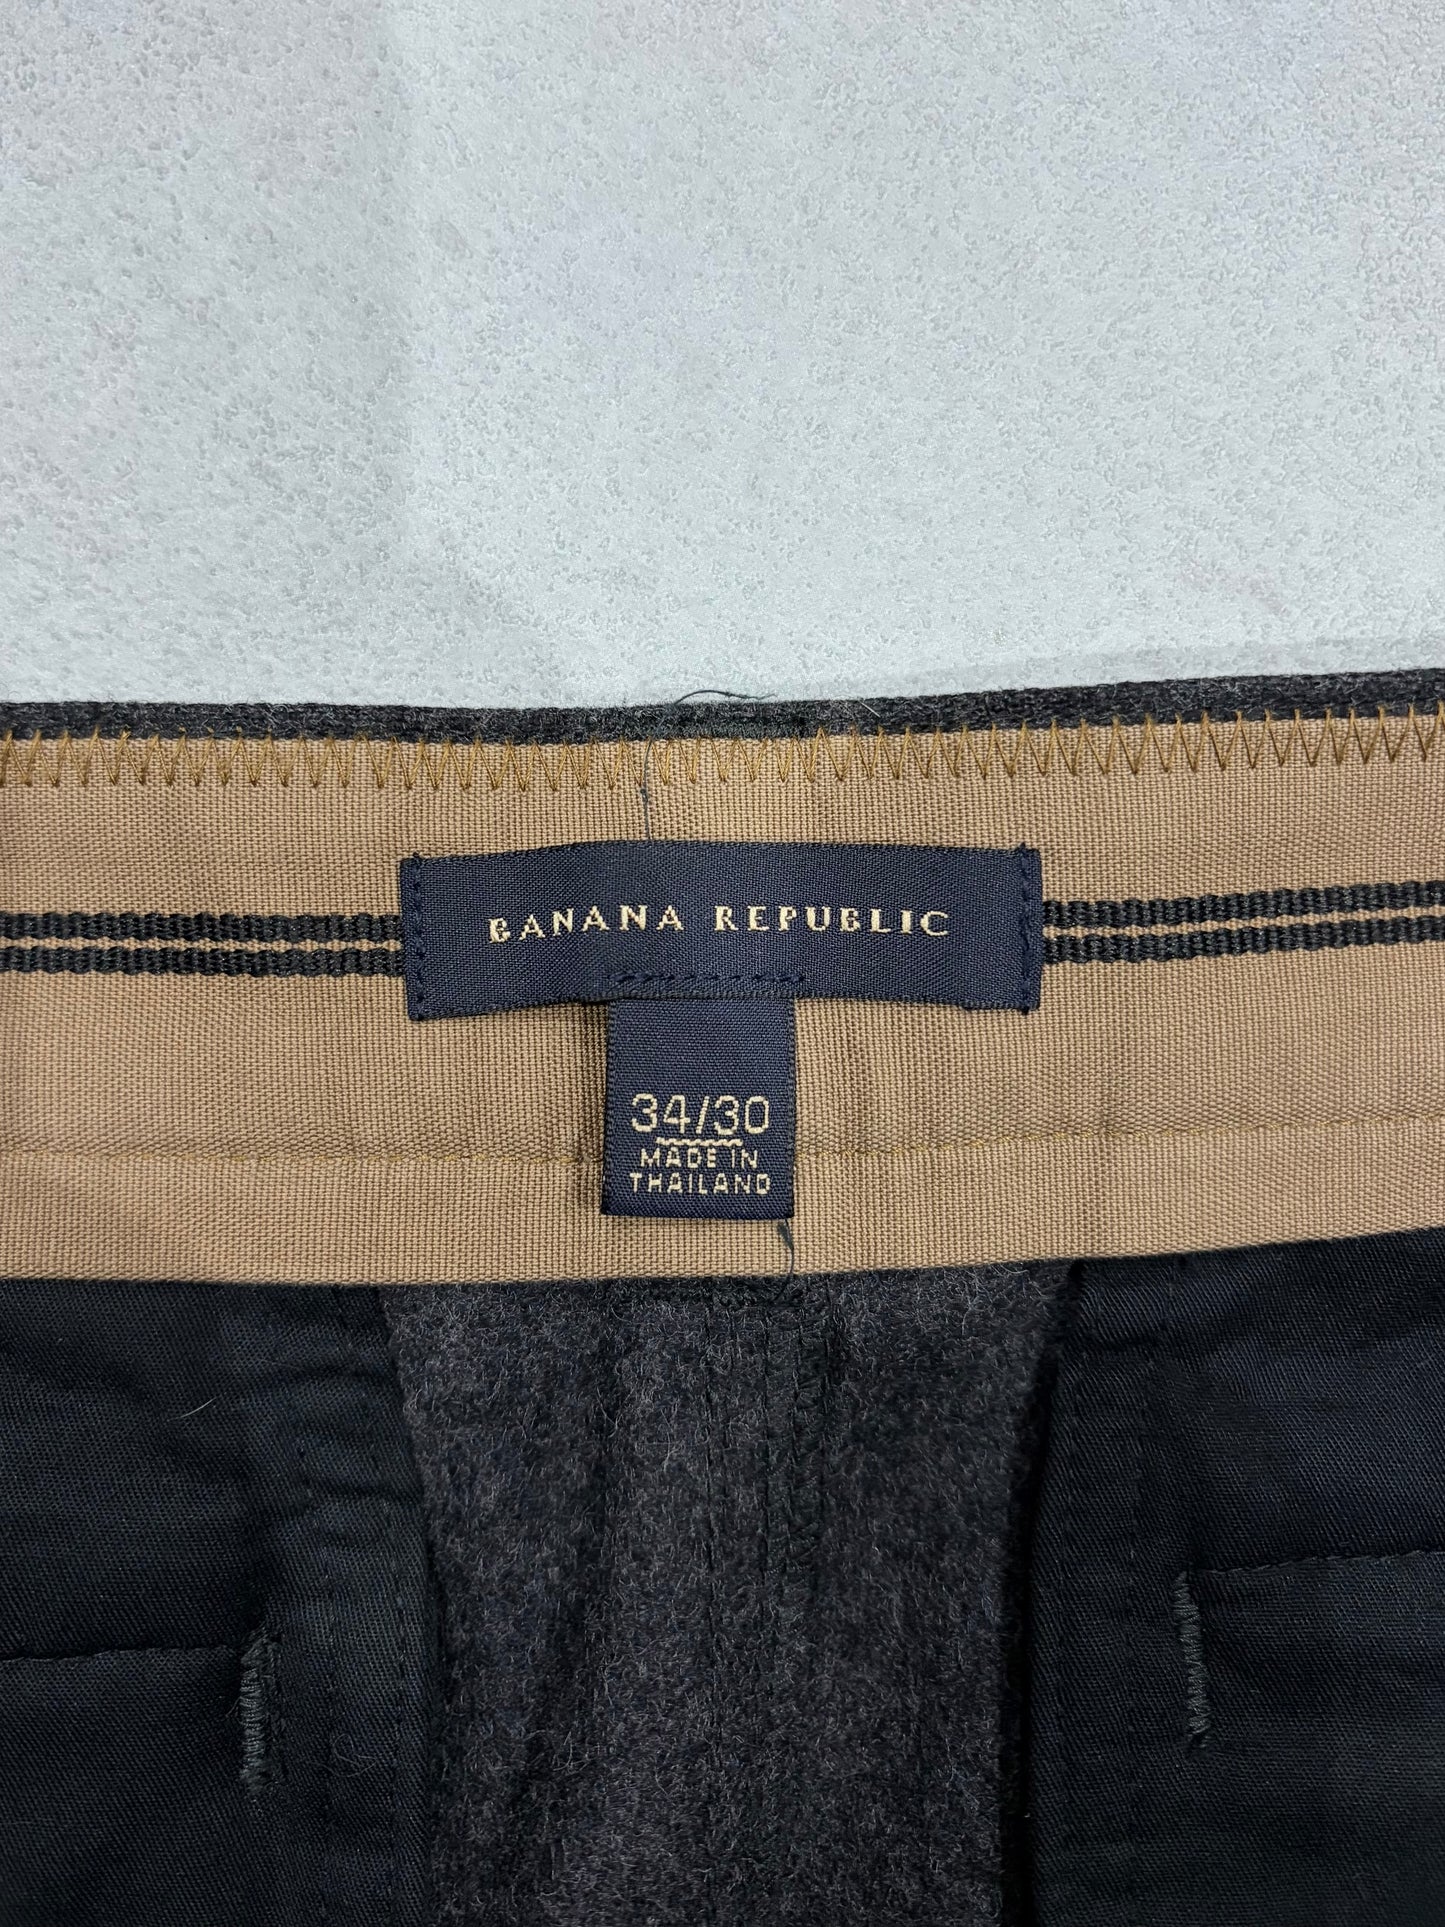 BANANA REPUBLIC
34/30
MADE IN
THAILAND